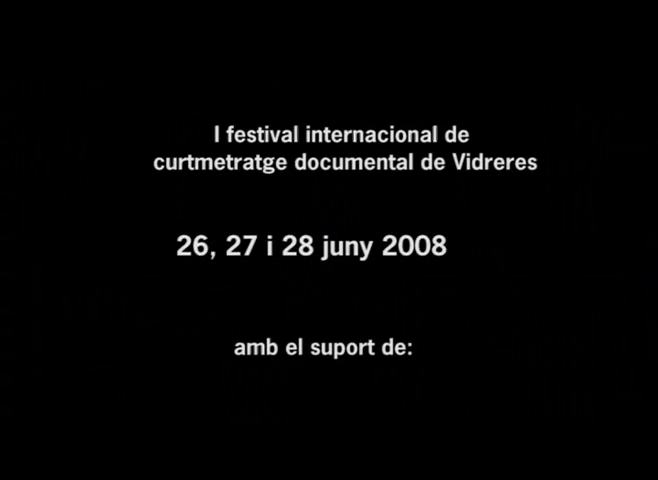 I festival internacional de
curtmetratge documental de Vidreres
26, 27 i 28 juny 2008
amb el suport de: